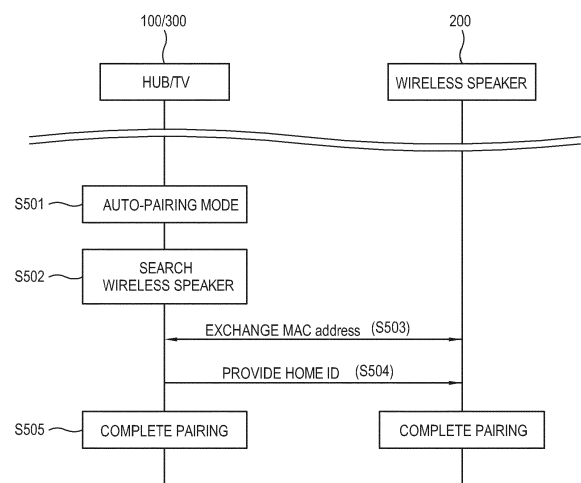 100/300
200
HUB/TV
WIRELESS SPEAKER
S501
AUTO-PAIRING MODE
S502
SEARCH
WIRELESS SPEAKER
EXCHANGE MAC address (S503)
PROVIDE HOME ID (S504)
S505
COMPLETE PAIRING
COMPLETE PAIRING